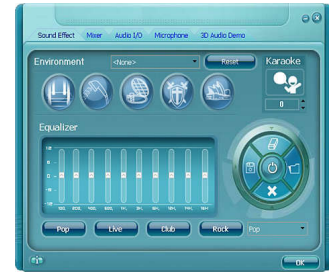 Sound Effect Mixer Audio I/O Microphone 3D Audio Demo
Environment <None> Reset Karaoke
0
Equalizer
Pop Live Club Rock Pop
OK